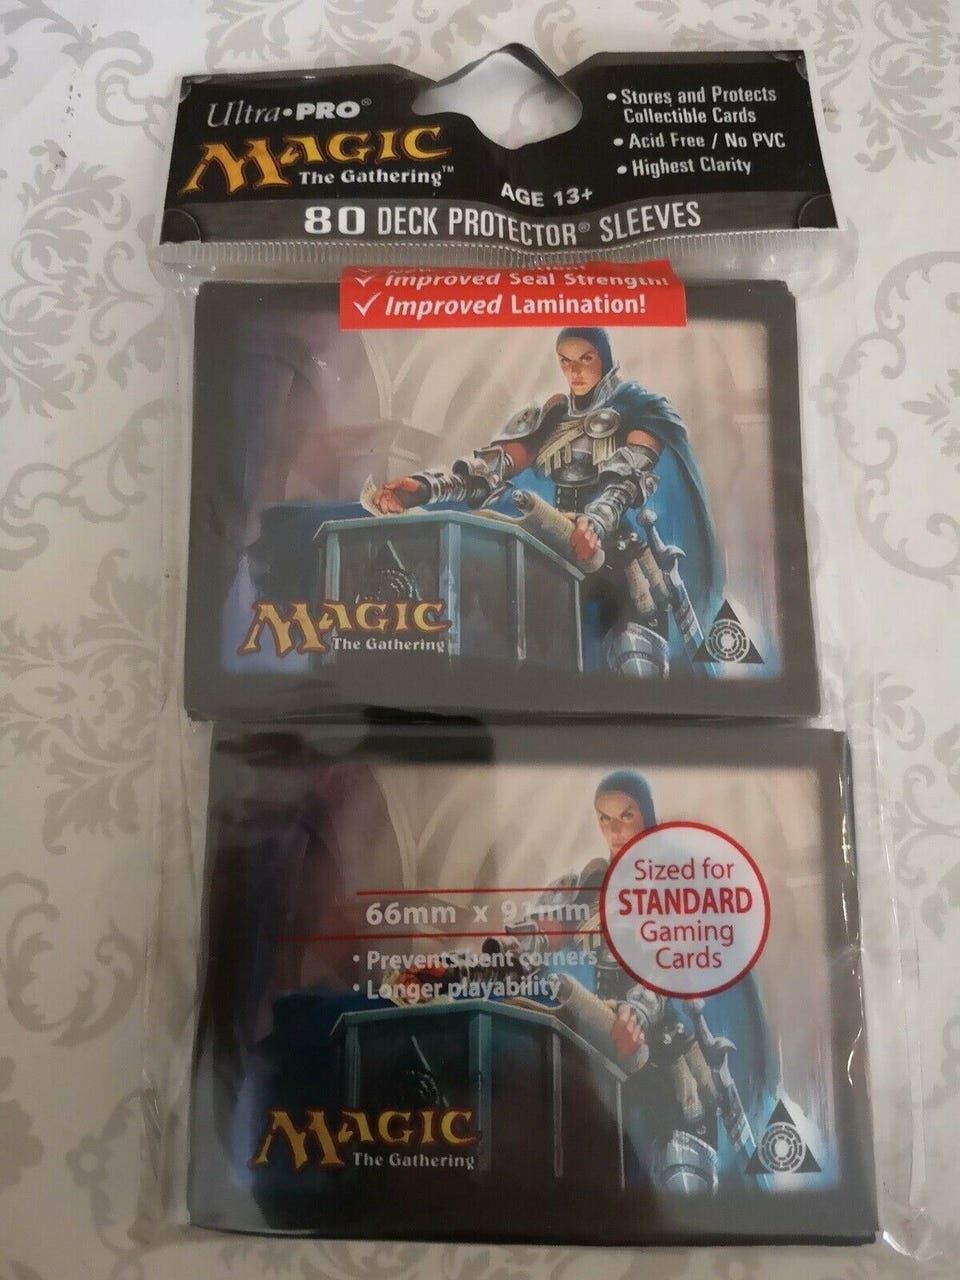 Ultra•PRO®
MAGIC
The Gathering™
• Stores and Protects
Collectible Cards
• Acid Free / No PVC
• Highest Clarity
AGE 13+
80 DECK PROTECTOR® SLEEVES
✓ Improved Seal Strength!
✓ Improved Lamination!
MAGIC
The Gathering
66mm x 91mm
• Prevents bent corners
• Longer playability
Sized for
STANDARD
Gaming
Cards
MAGIC
The Gathering